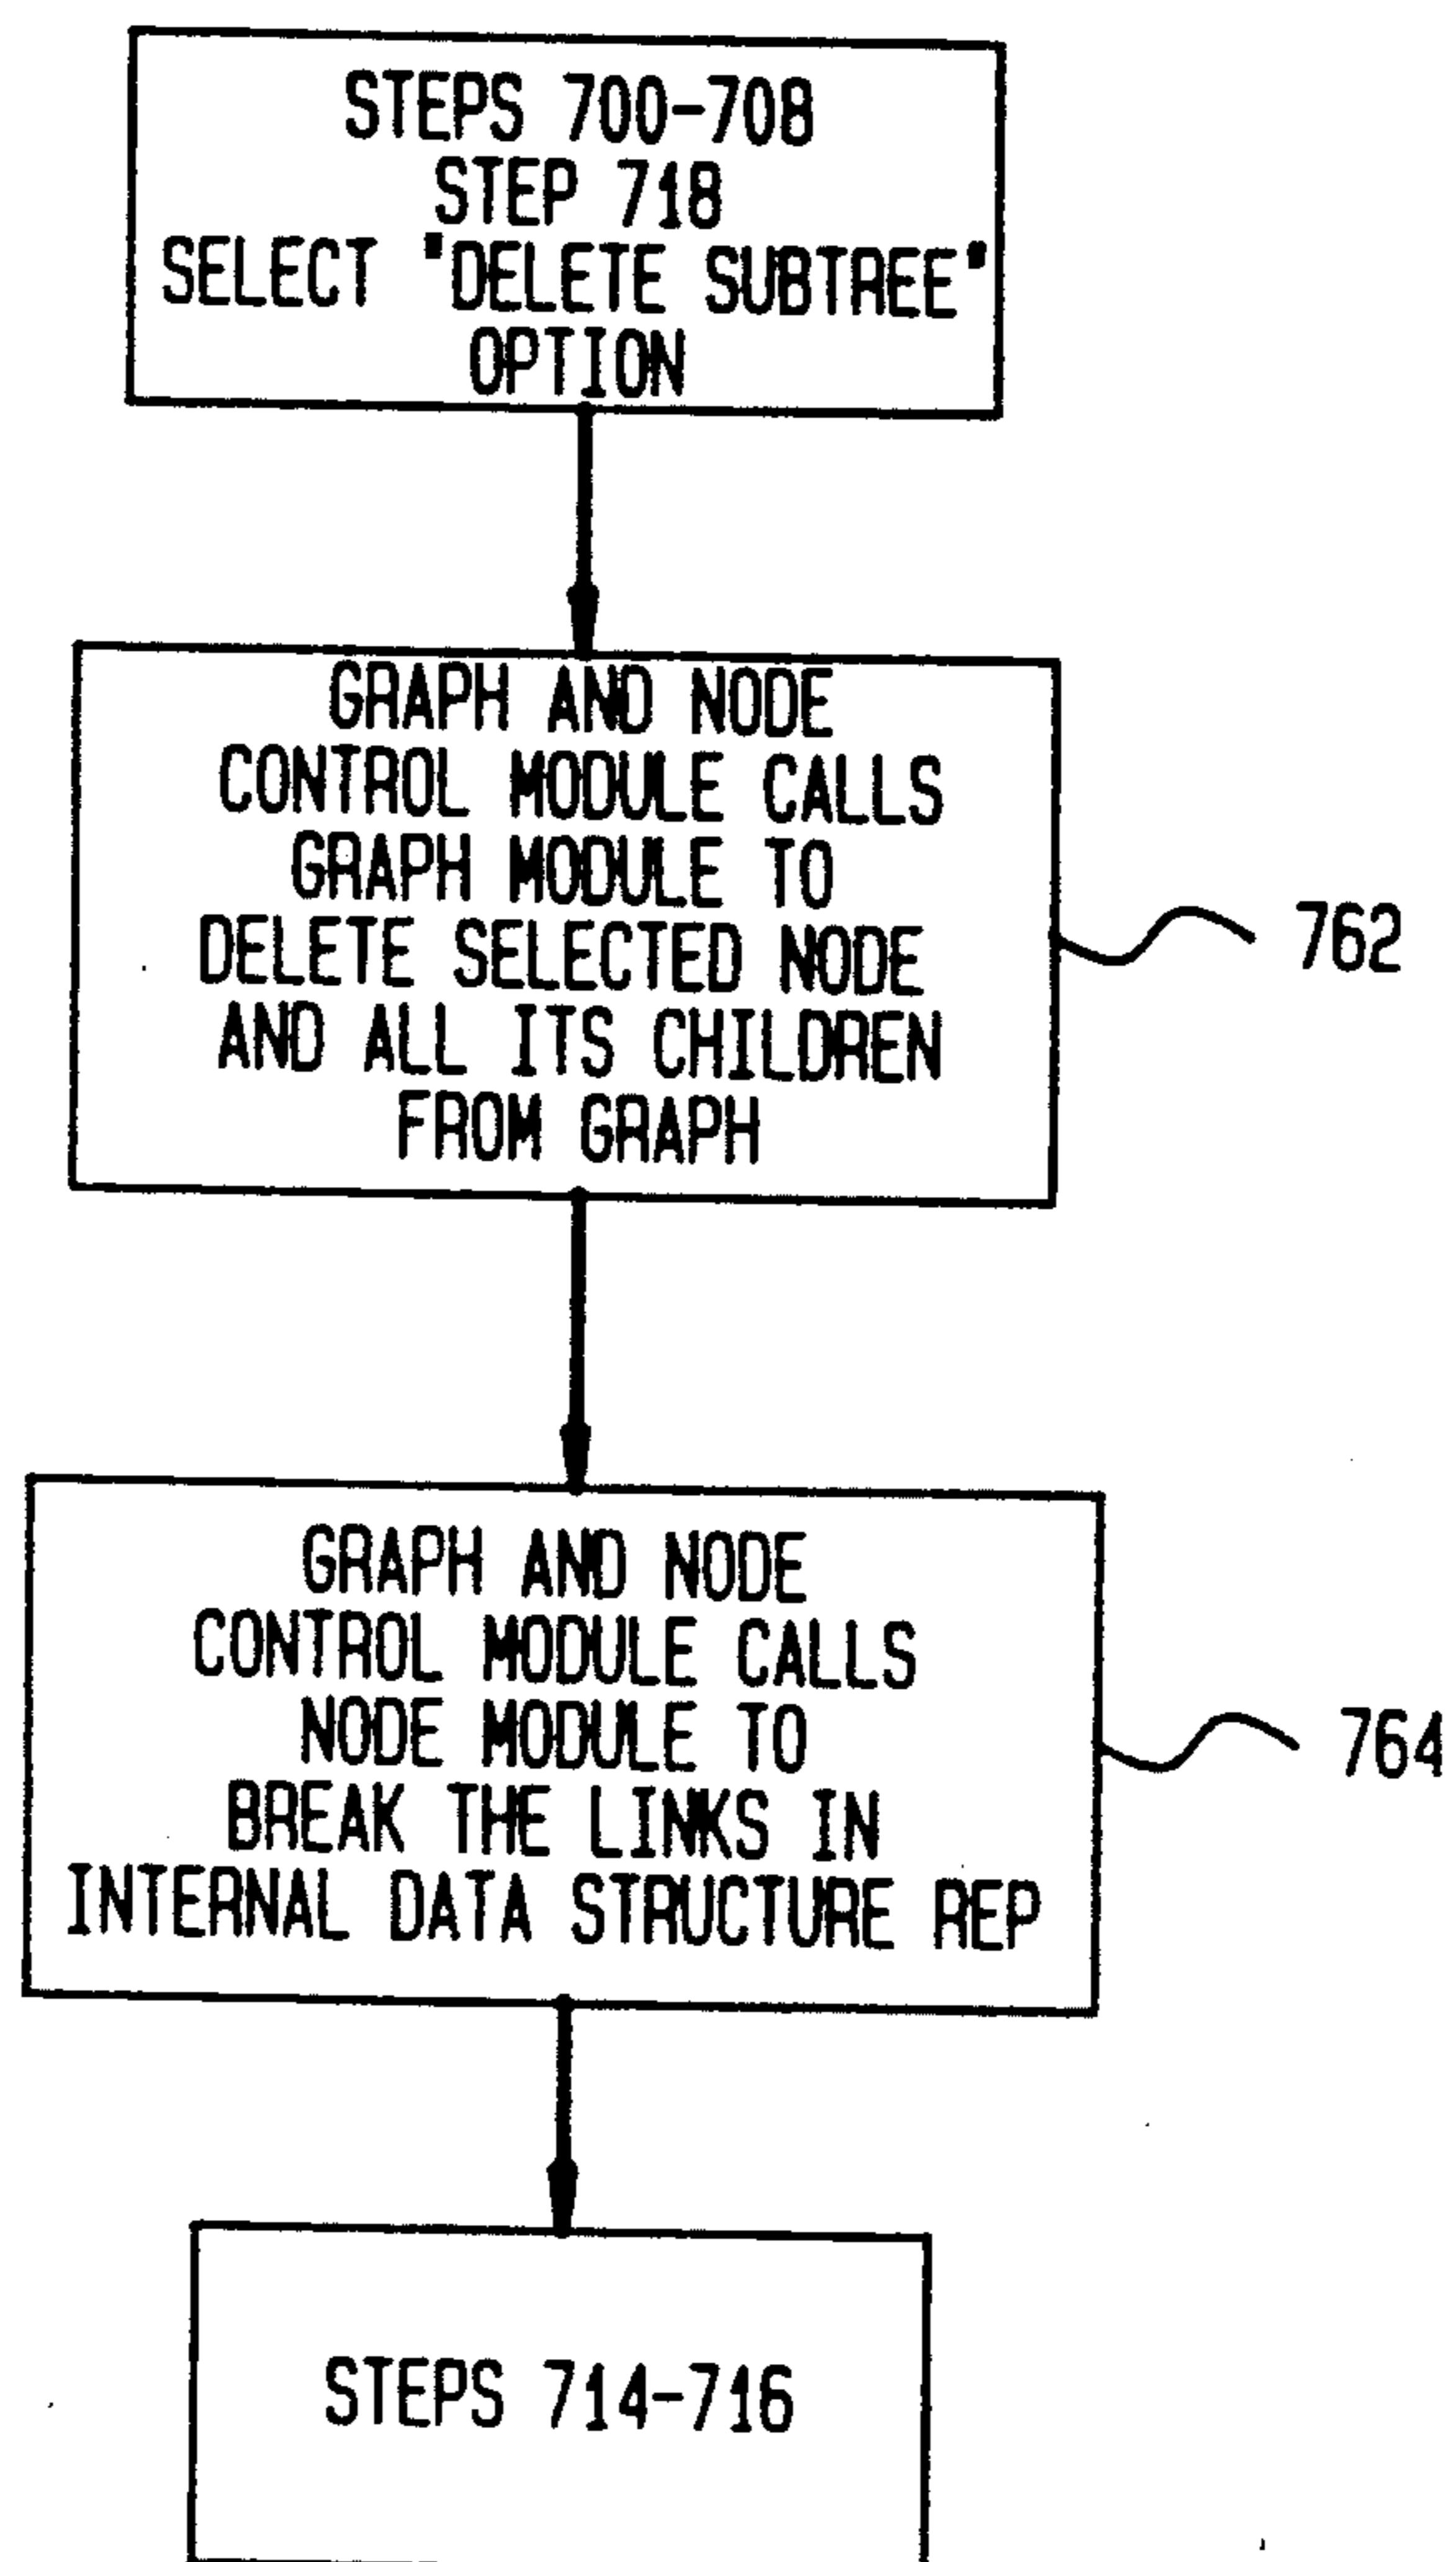 STEPS 700-708
STEP 718
SELECT "DELETE SUBTREE"
OPTION
GRAPH AND NODE
CONTROL MODULE CALLS
GRAPH MODULE TO
DELETE SELECTED NODE
AND ALL ITS CHILDREN
FROM GRAPH
762
GRAPH AND NODE
CONTROL MODULE CALLS
NODE MODULE TO
BREAK THE LINKS IN
INTERNAL DATA STRUCTURE REP
764
STEPS 714-716